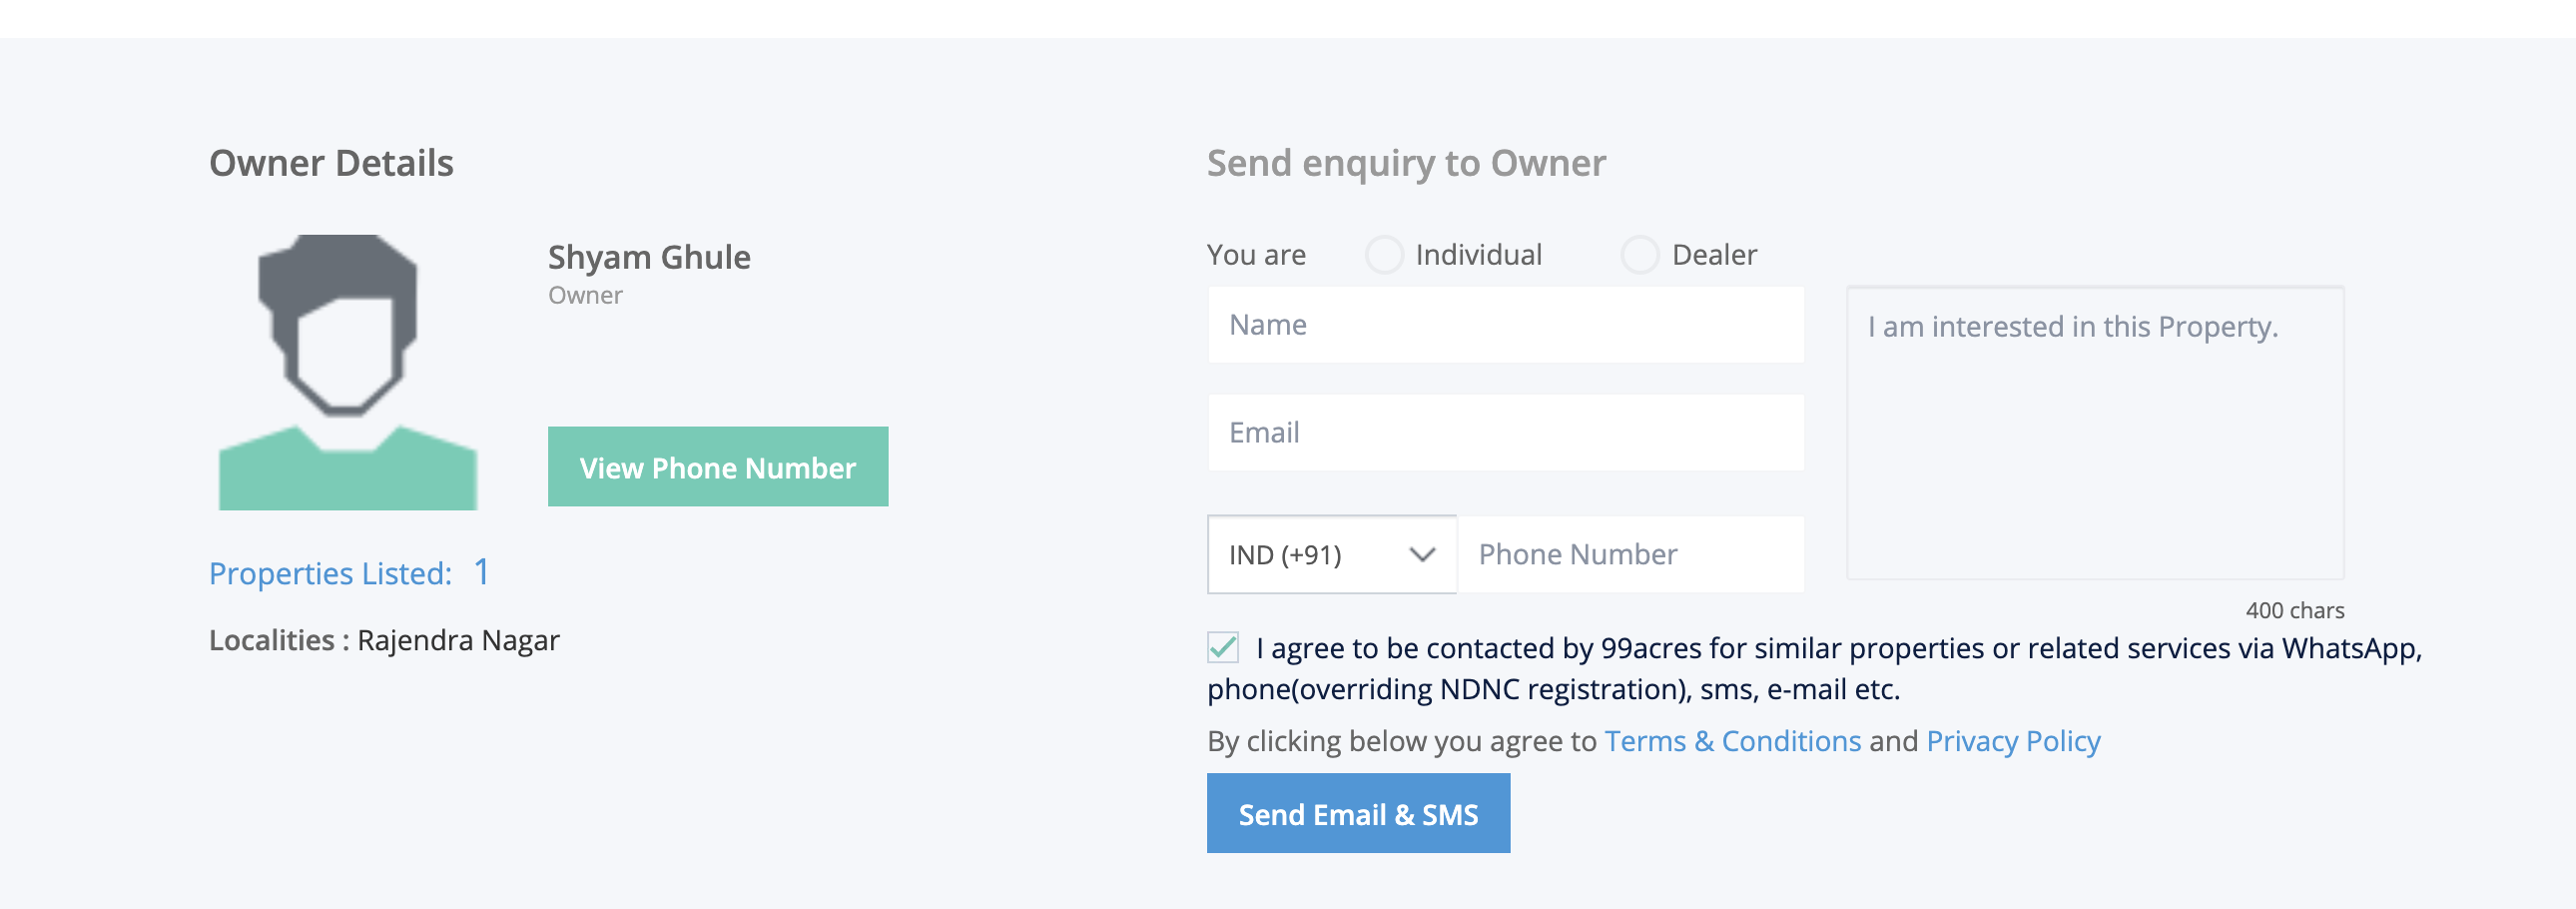 Owner Details
Shyam Ghule
Owner
View Phone Number
Properties Listed: 1
Localities : Rajendra Nagar
Send enquiry to Owner
You are Individual Dealer
Name
I am interested in this Property.
Email
IND (+91) Phone Number
400 chars
I agree to be contacted by 99acres for similar properties or related services via WhatsApp,
phone(overriding NDNC registration), sms, e-mail etc.
By clicking below you agree to Terms & Conditions and Privacy Policy
Send Email & SMS